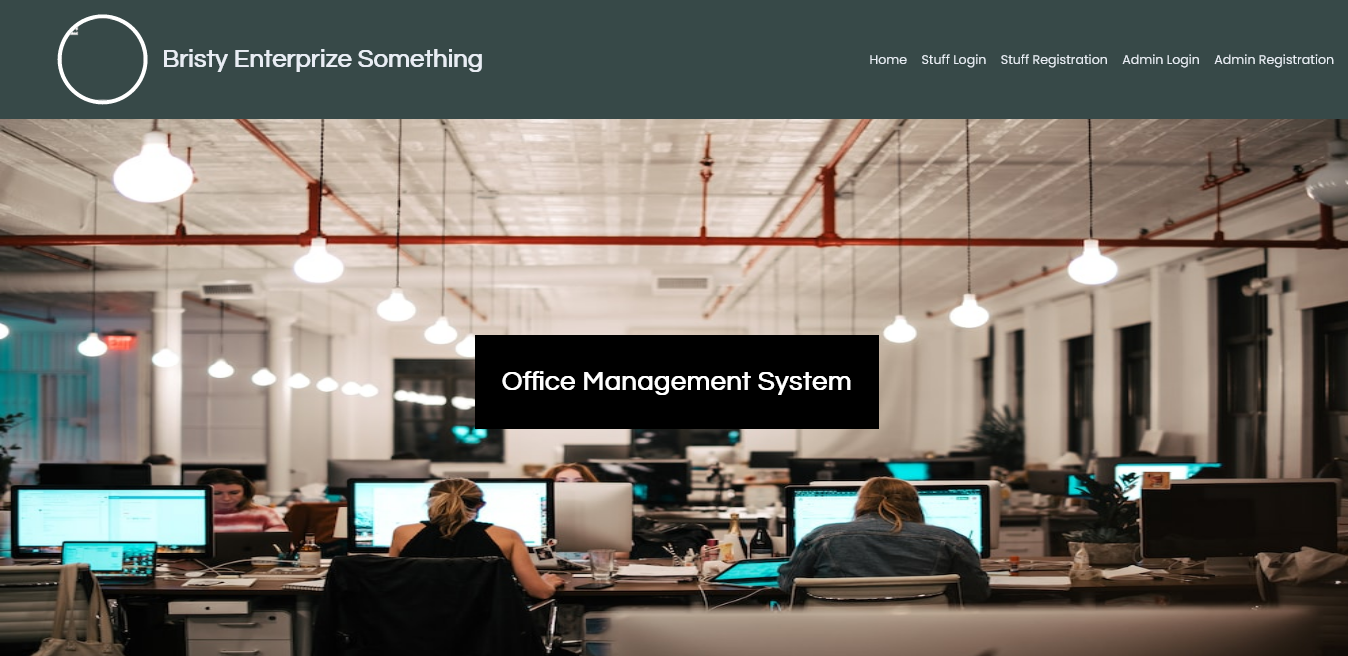 Bristy Enterprize Something
Home Stuff Login Stuff Registration Admin Login Admin Registration
Office Management System